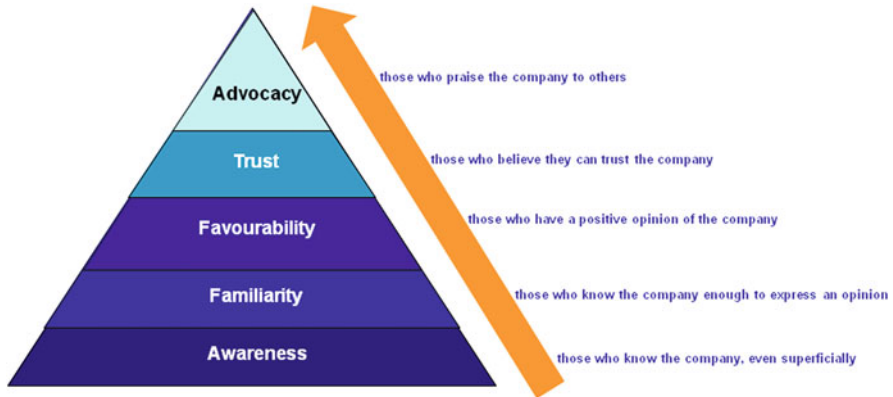 Advocacy
those who praise the company to others
Trust
those who believe they can trust the company
Favourability
those who have a positive opinion of the company
Familiarity
those who know the company enough to express an opinion
Awareness
those who know the company, even superficially